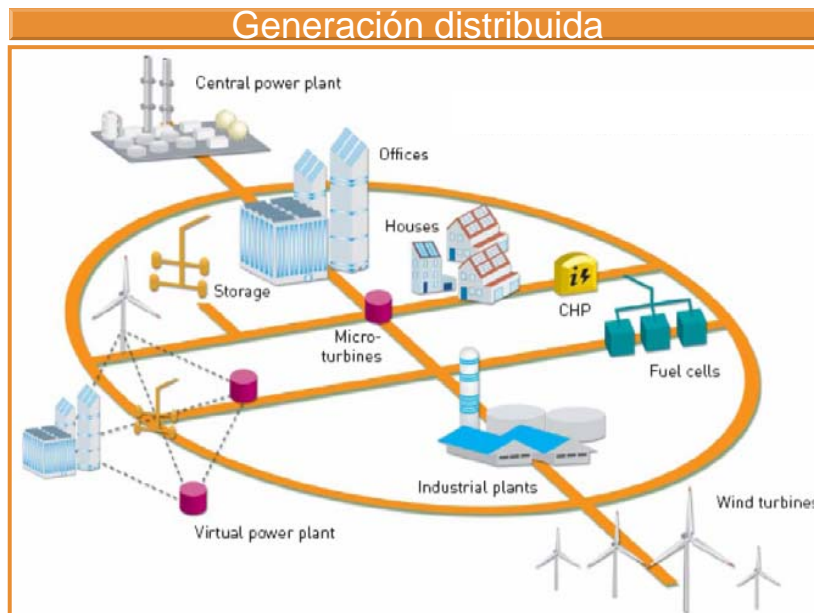 Generación distribuida
Central power plant
Offices
Houses
Storage
CHP
Micro-
turbines
Fuel cells
Industrial plants
Wind turbines
Virtual power plant